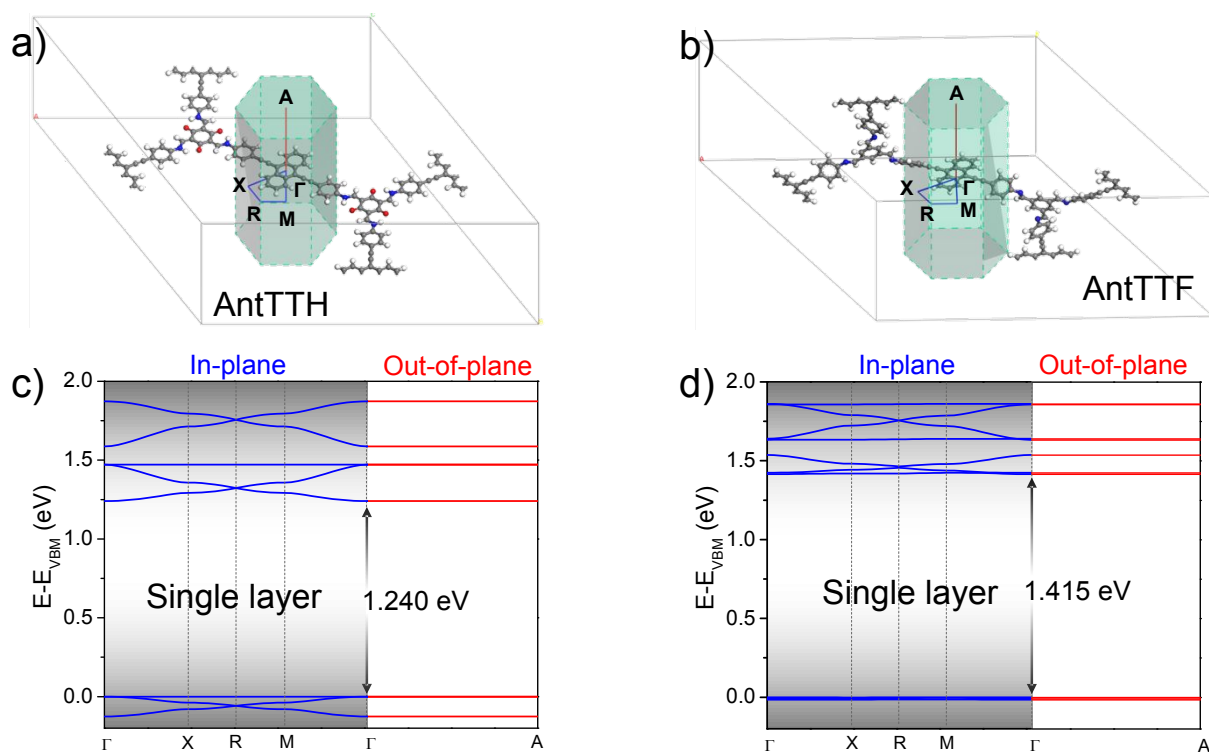 a)
A
X
Γ
R
M
AntTTH
b)
A
X
Γ
R
M
AntTTF
c)
In-plane
Out-of-plane
2.0
1.5
1.0
0.5
0.0
E-E_VBM (eV)
Single layer
1.240 eV
Γ X R M Γ A
d)
In-plane
Out-of-plane
2.0
1.5
1.0
0.5
0.0
E-E_VBM (eV)
Single layer
1.415 eV
Γ X R M Γ A